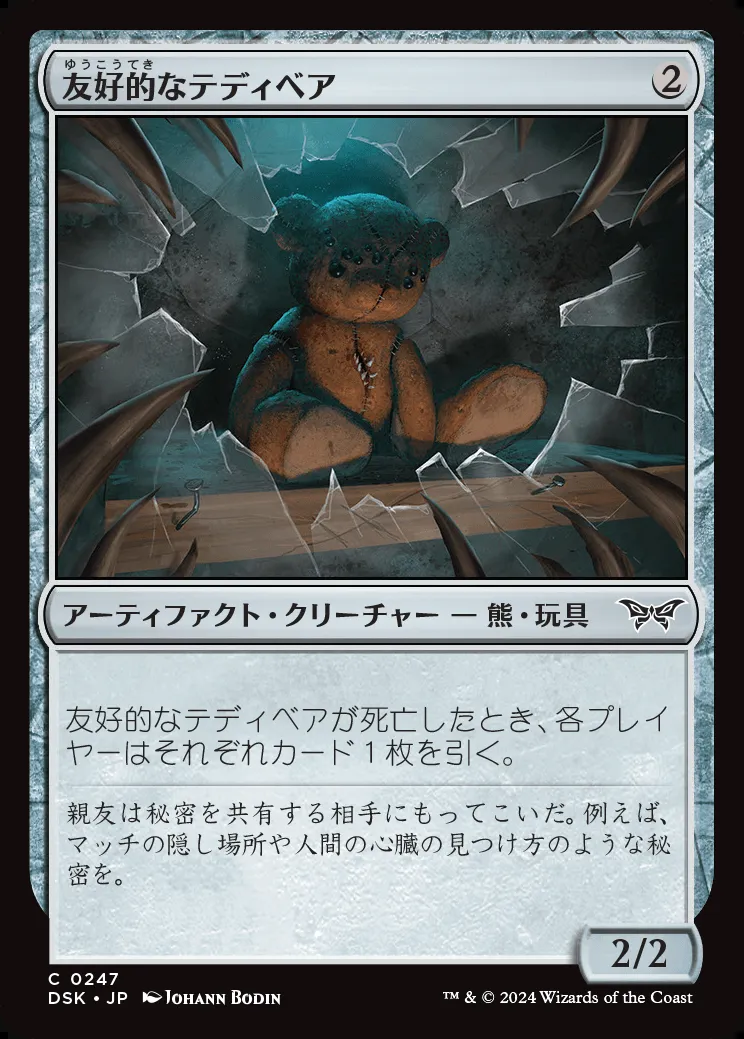 ゆうこうてき
友好的なテディベア 2
アーティファクト・クリーチャー — 熊・玩具
友好的なテディベアが死亡したとき、各プレイ
ヤーはそれぞれカード1枚を引く。
親友は秘密を共有する相手にもってこいだ。例えば、
マッチの隠し場所や人間の心臓の見つけ方のような秘
密を。
2/2
C 0247
DSK • JP Johann Bodin
™ & © 2024 Wizards of the Coast